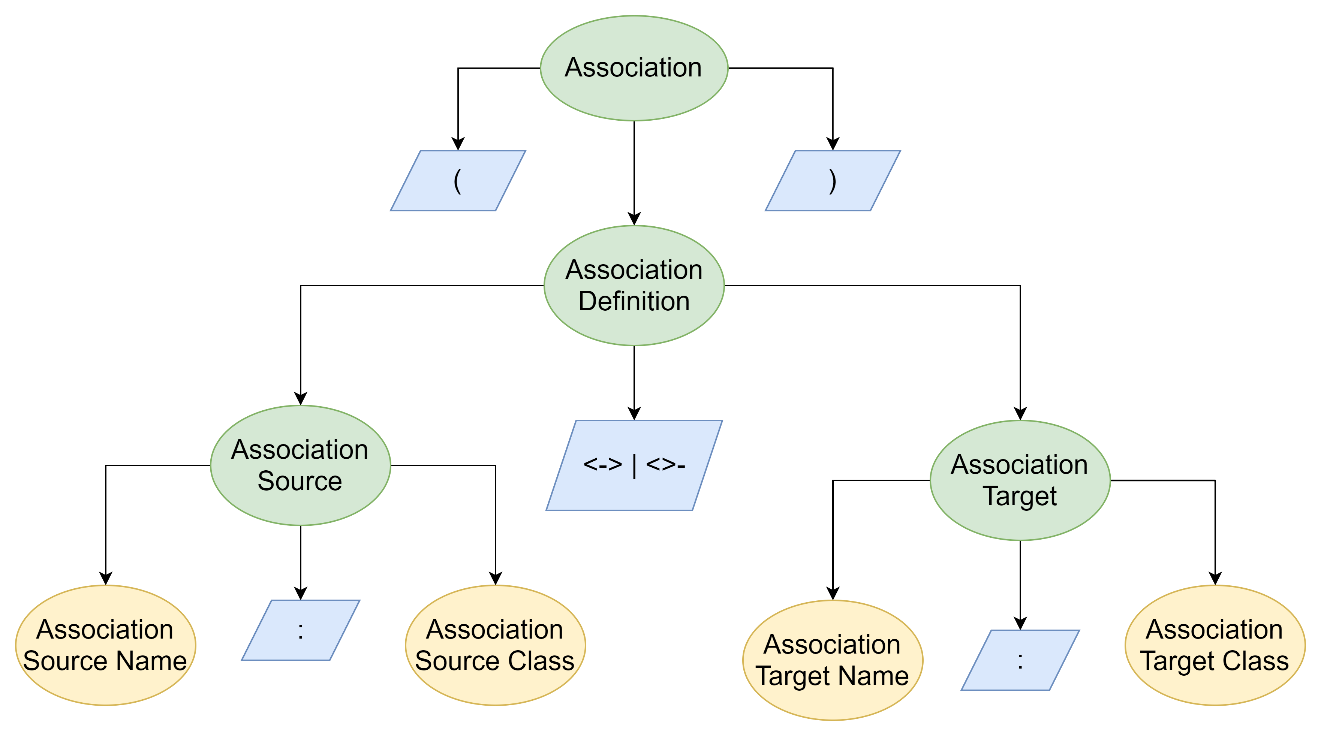 Association
(
)
Association
Definition
Association
Source
<-> | <>-
Association
Target
Association
Source Name
:
Association
Source Class
Association
Target Name
:
Association
Target Class